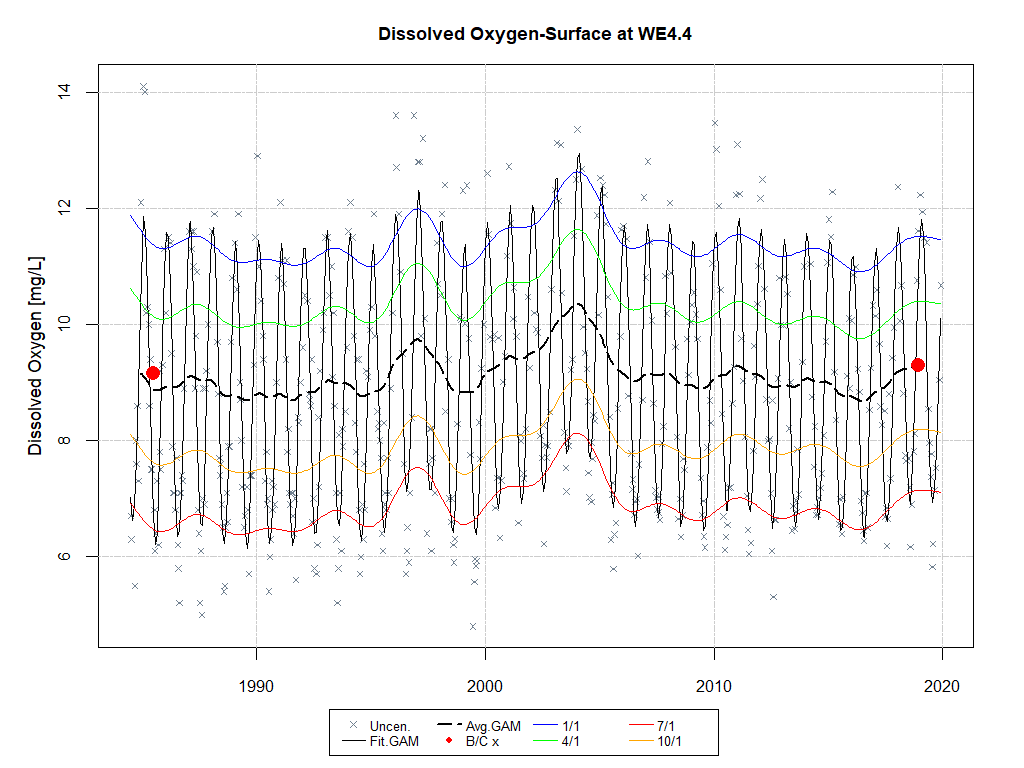 Dissolved Oxygen-Surface at WE4.4
Dissolved Oxygen [mg/L]
14
12
10
8
6
1990 2000 2010 2020
Uncen. Avg.GAM 1/1 7/1
Fit.GAM B/C x 4/1 10/1